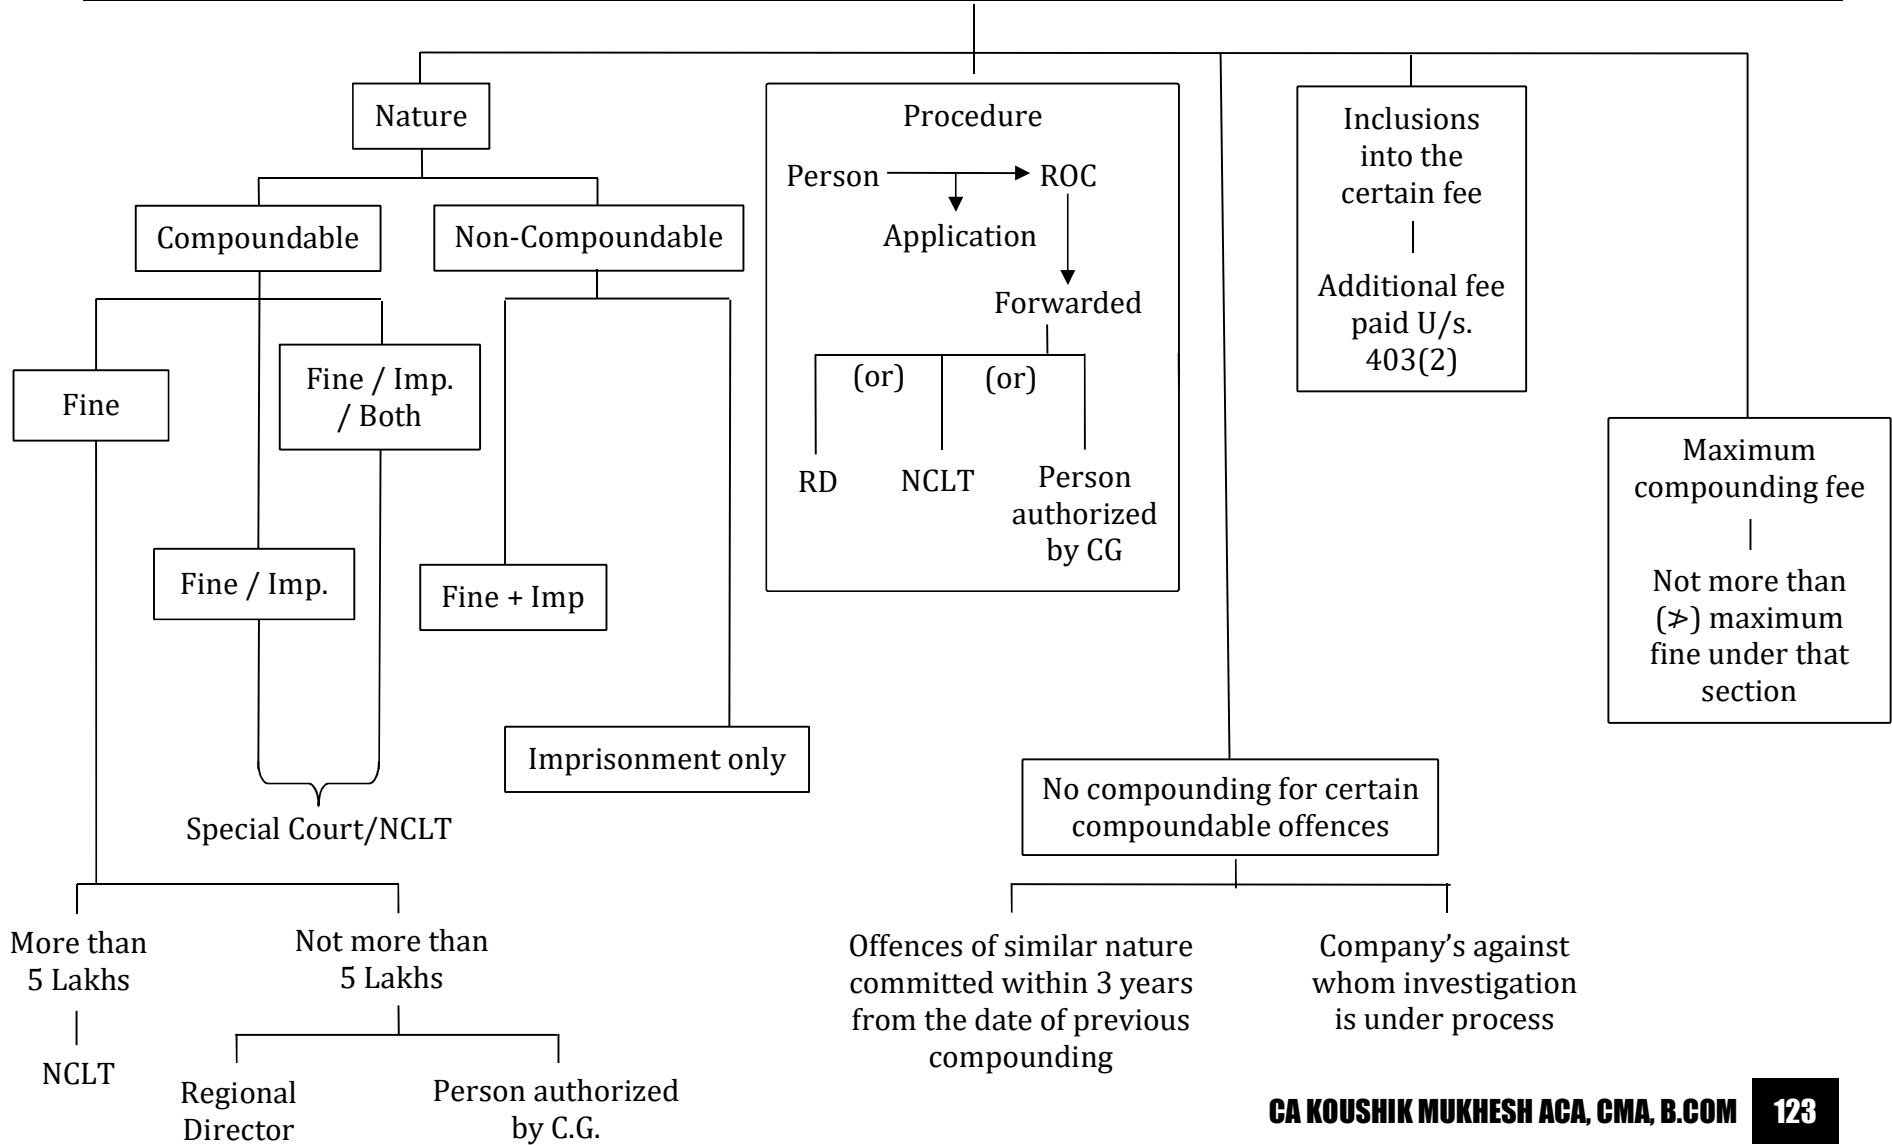 Nature
Compoundable
Non-Compoundable
Fine
Fine / Imp.
/ Both
Fine / Imp.
Fine + Imp
Imprisonment only
Special Court/NCLT
More than
5 Lakhs
NCLT
Not more than
5 Lakhs
Regional
Director
Person authorized
by C.G.
Procedure
Person
ROC
Application
Forwarded
(or)
(or)
RD
NCLT
Person
authorized
by CG
No compounding for certain
compoundable offences
Offences of similar nature
committed within 3 years
from the date of previous
compounding
Company’s against
whom investigation
is under process
Inclusions
into the
certain fee
Additional fee
paid U/s.
403(2)
Maximum
compounding fee
Not more than
(≯) maximum
fine under that
section
CA KOUSHIK MUKHESH ACA, CMA, B.COM
123